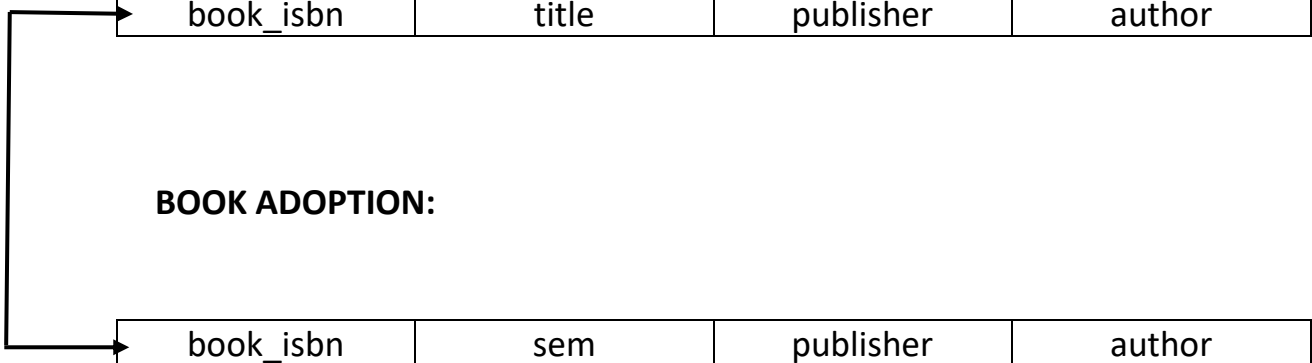 book_isbn title publisher author
BOOK ADOPTION:
book_isbn sem publisher author